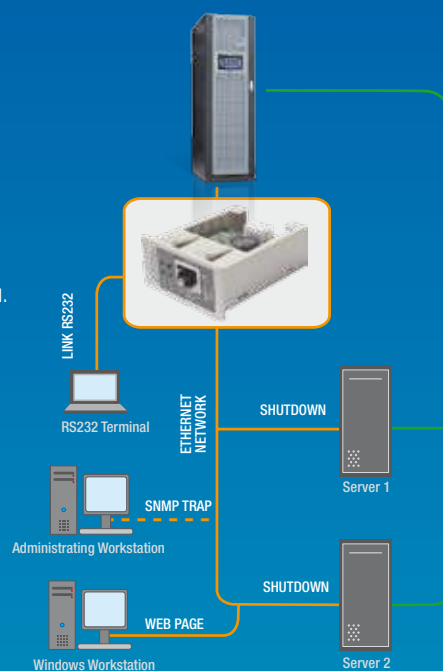 LINK RS232
RS232 Terminal
ETHERNET
NETWORK
SHUTDOWN
Server 1
SNMP TRAP
Administrating Workstation
SHUTDOWN
WEB PAGE
Windows Workstation
Server 2